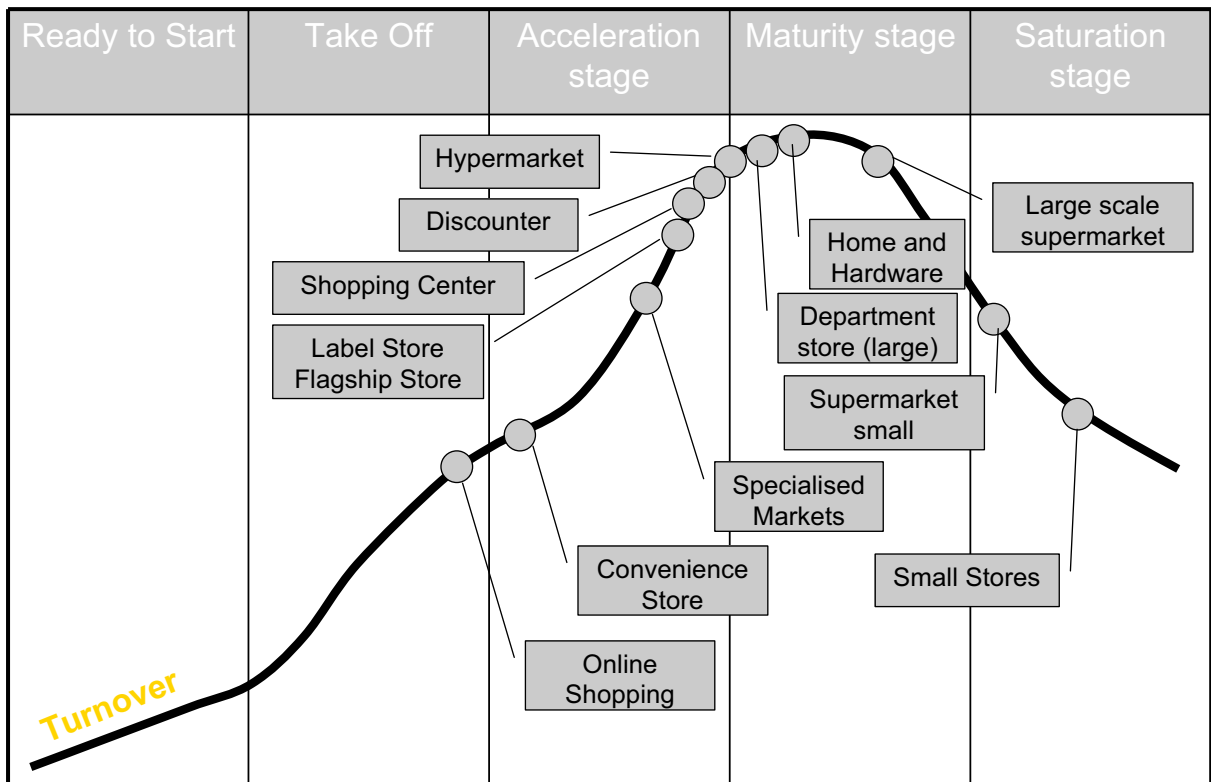 Ready to Start
Take Off
Acceleration
stage
Maturity stage
Saturation
stage
Hypermarket
Discounter
Shopping Center
Label Store
Flagship Store
Large scale
supermarket
Home and
Hardware
Department
store (large)
Supermarket
small
Specialised
Markets
Convenience
Store
Small Stores
Online
Shopping
Turnover